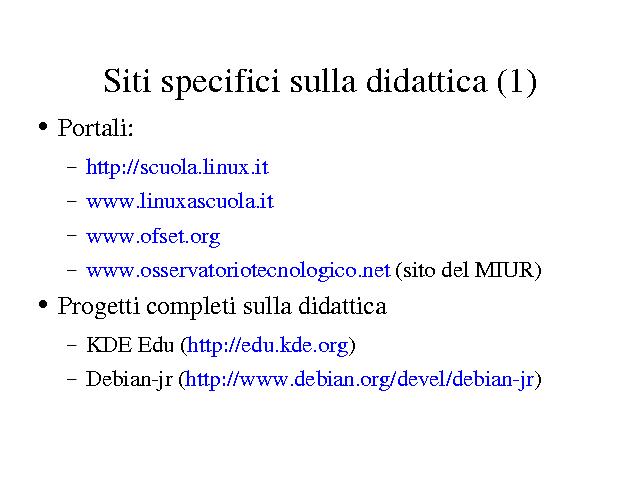 Siti specifici sulla didattica (1)
• Portali:
– http://scuola.linux.it
– www.linuxascuola.it
– www.ofset.org
– www.osservatoriotecnologico.net (sito del MIUR)
• Progetti completi sulla didattica
– KDE Edu (http://edu.kde.org)
– Debian-jr (http://www.debian.org/devel/debian-jr)